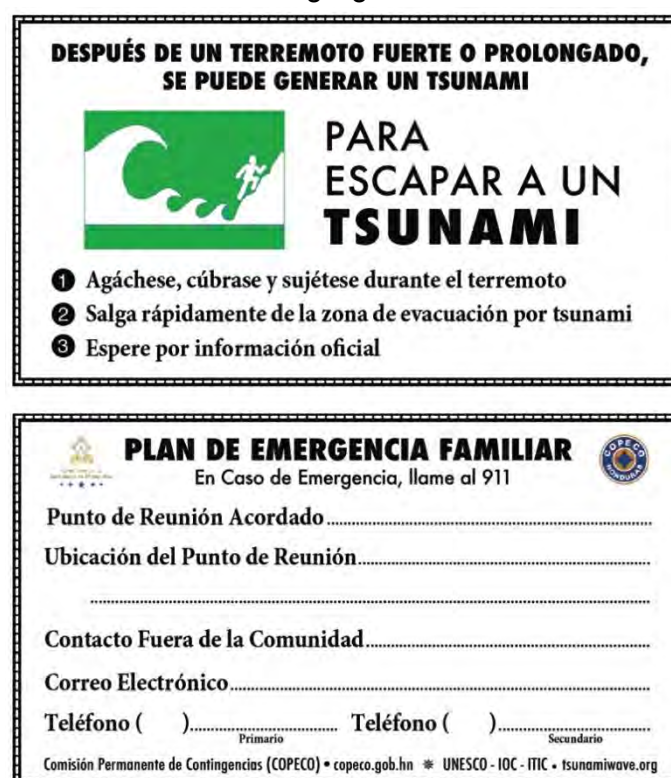 DESPUÉS DE UN TERREMOTO FUERTE O PROLONGADO,
SE PUEDE GENERAR UN TSUNAMI
PARA
ESCAPAR A UN
TSUNAMI
1 Agáchese, cúbrase y sujétese durante el terremoto
2 Salga rápidamente de la zona de evacuación por tsunami
3 Espere por información oficial
PLAN DE EMERGENCIA FAMILIAR
En Caso de Emergencia, llame al 911
COPECO
HONDURAS
Punto de Reunión Acordado
Ubicación del Punto de Reunión
Contacto Fuera de la Comunidad
Correo Electrónico
Teléfono ( ) Teléfono ( )
Primario Secundario
Comisión Permanente de Contingencias (COPECO) • copeco.gob.hn * UNESCO - IOC - ITIC • tsunamiwave.org